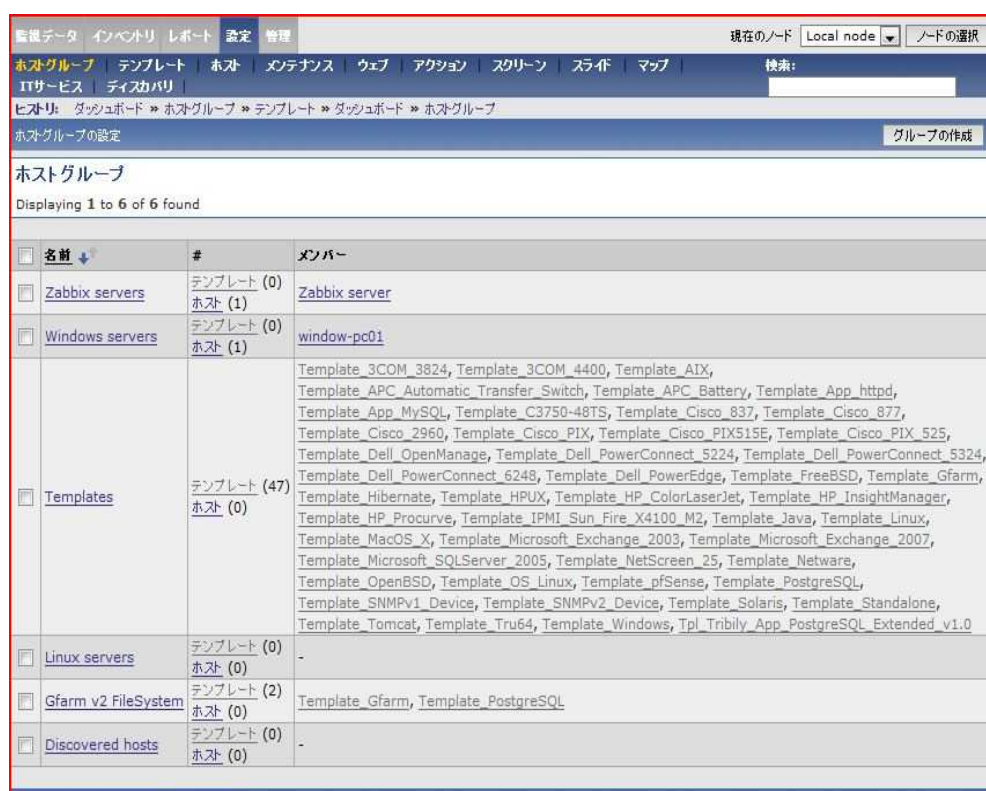 監視データ インベントリ レポート 設定 管理 現在のノード Local node ノードの選択
ホストグループ | テンプレート | ホスト | メンテナンス | ウェブ | アクション | スクリーン | スライド | マップ | 検索:
ITサービス | ディスカバリ |
ヒストリ: ダッシュボード » ホストグループ » テンプレート » ダッシュボード » ホストグループ
ホストグループの設定 グループの作成
ホストグループ
Displaying 1 to 6 of 6 found
名前 # メンバー
Zabbix servers テンプレート (0) ホスト (1) Zabbix server
Windows servers テンプレート (0) ホスト (1) window-pc01
Templates テンプレート (47) ホスト (0)
Template_3COM_3824, Template_3COM_4400, Template_AIX,
Template_APC_Automatic_Transfer_Switch, Template_APC_Battery, Template_App_httpd,
Template_App_MySQL, Template_C3750-48TS, Template_Cisco_837, Template_Cisco_877,
Template_Cisco_2960, Template_Cisco_PIX, Template_Cisco_PIX515E, Template_Cisco_PIX_525,
Template_Dell_OpenManage, Template_Dell_PowerConnect_5224, Template_Dell_PowerConnect_5324,
Template_Dell_PowerConnect_6248, Template_Dell_PowerEdge, Template_FreeBSD, Template_Gfarm,
Template_Hibernate, Template_HPUX, Template_HP_ColorLaserJet, Template_HP_InsightManager,
Template_HP_Procurve, Template_IPMI_Sun_Fire_X4100_M2, Template_Java, Template_Linux,
Template_MacOS_X, Template_Microsoft_Exchange_2003, Template_Microsoft_Exchange_2007,
Template_Microsoft_SQLServer_2005, Template_NetScreen_25, Template_Netware,
Template_OpenBSD, Template_OS_Linux, Template_pfSense, Template_PostgreSQL,
Template_SNMPv1_Device, Template_SNMPv2_Device, Template_Solaris, Template_Standalone,
Template_Tomcat, Template_Tru64, Template_Windows, Tpl_Tribily_App_PostgreSQL_Extended_v1.0
Linux servers テンプレート (0) ホスト (0) -
Gfarm v2 FileSystem テンプレート (2) ホスト (0) Template_Gfarm, Template_PostgreSQL
Discovered hosts テンプレート (0) ホスト (0) -